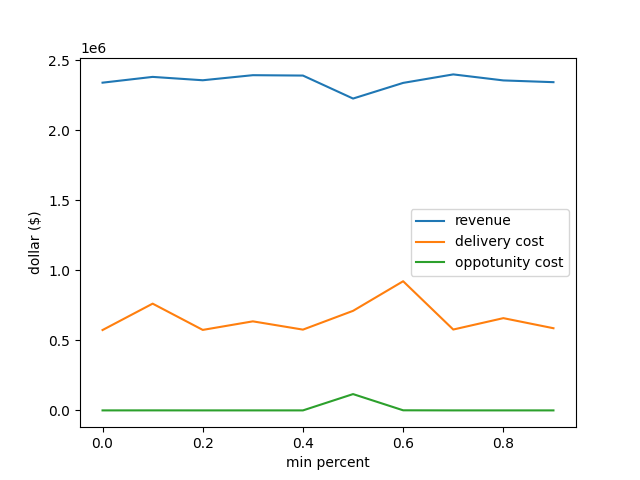 1e6
2.5
2.0
1.5
1.0
0.5
0.0
dollar ($)
revenue
delivery cost
oppotunity cost
0.0 0.2 0.4 0.6 0.8
min percent